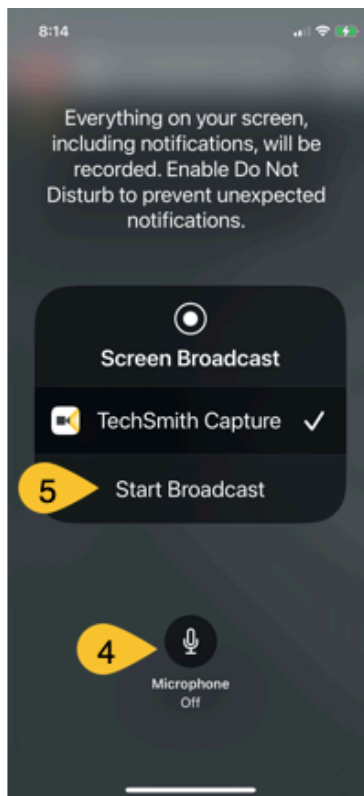 8:14
Everything on your screen,
including notifications, will be
recorded. Enable Do Not
Disturb to prevent unexpected
notifications.
Screen Broadcast
TechSmith Capture
5
Start Broadcast
4
Microphone
Off